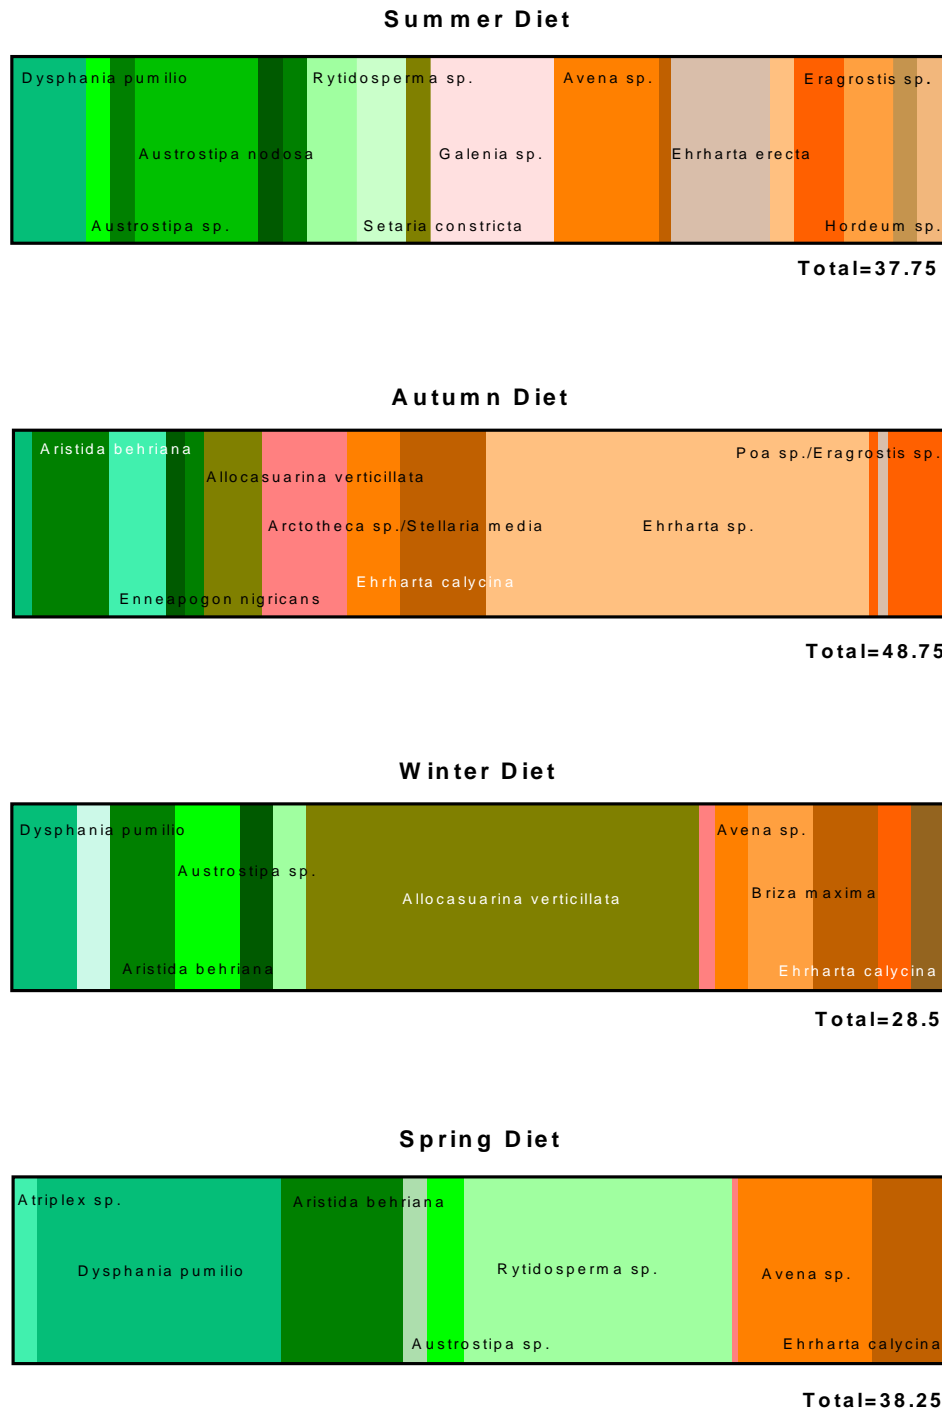 Summer Diet
Dysphania pumilio
Rytidosperma sp.
Avena sp.
Eragrostis sp.
Austrostipa nodosa
Galenia sp.
Ehrharta erecta
Austrostipa sp.
Setaria constricta
Hordeum sp.
Total=37.75
Autumn Diet
Aristida behriana
Poa sp./Eragrostis sp.
Allocasuarina verticillata
Arctotheca sp./Stellaria media
Ehrharta sp.
Ehrharta calycina
Enneapogon nigricans
Total=48.75
Winter Diet
Dysphania pumilio
Avena sp.
Austrostipa sp.
Briza maxima
Allocasuarina verticillata
Aristida behriana
Ehrharta calycina
Total=28.5
Spring Diet
Atriplex sp.
Aristida behriana
Dysphania pumilio
Rytidosperma sp.
Avena sp.
Austrostipa sp.
Ehrharta calycina
Total=38.25